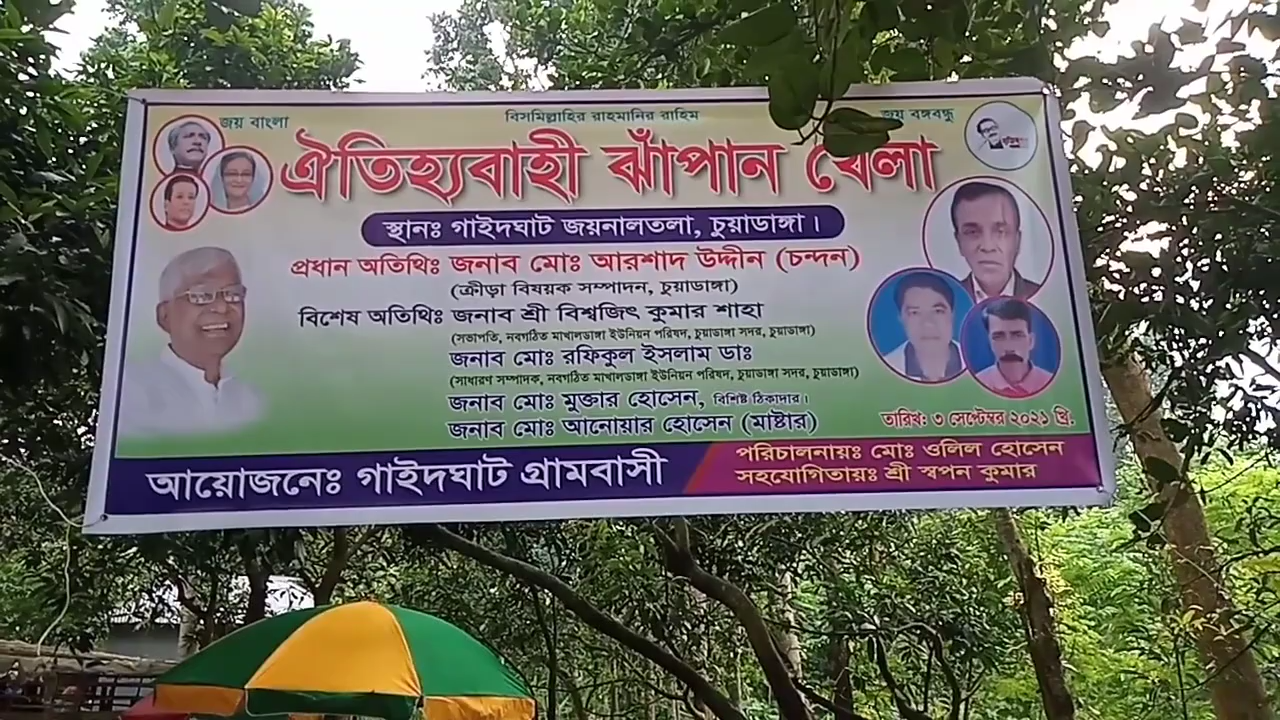 জয় বাংলা বিসমিল্লাহির রাহমানির রাহিম জয় বঙ্গবন্ধু
ঐতিহ্যবাহী ঝাঁপান খেলা
স্থানঃ গাইদঘাট জয়নালতলা, চুয়াডাঙ্গা।
প্রধান অতিথিঃ জনাব মোঃ আরশাদ উদ্দীন (চন্দন)
(ক্রীড়া বিষয়ক সম্পাদন, চুয়াডাঙ্গা)
বিশেষ অতিথিঃ জনাব শ্রী বিশ্বজিৎ কুমার শাহা
(সভাপতি, নবগঠিত মাখালডাঙ্গা ইউনিয়ন পরিষদ, চুয়াডাঙ্গা সদর, চুয়াডাঙ্গা)
জনাব মোঃ রফিকুল ইসলাম ডাঃ
(সাধারণ সম্পাদক, নবগঠিত মাখালডাঙ্গা ইউনিয়ন পরিষদ, চুয়াডাঙ্গা সদর, চুয়াডাঙ্গা)
জনাব মোঃ মুক্তার হোসেন, বিশিষ্ট ঠিকাদার।
জনাব মোঃ আনোয়ার হোসেন (মাষ্টার)
তারিখ: ৩ সেপ্টেম্বর ২০২১ খ্রি.
আয়োজনেঃ গাইদঘাট গ্রামবাসী
পরিচালনায়ঃ মোঃ ওলিল হোসেন
সহযোগিতায়ঃ শ্রী স্বপন কুমার